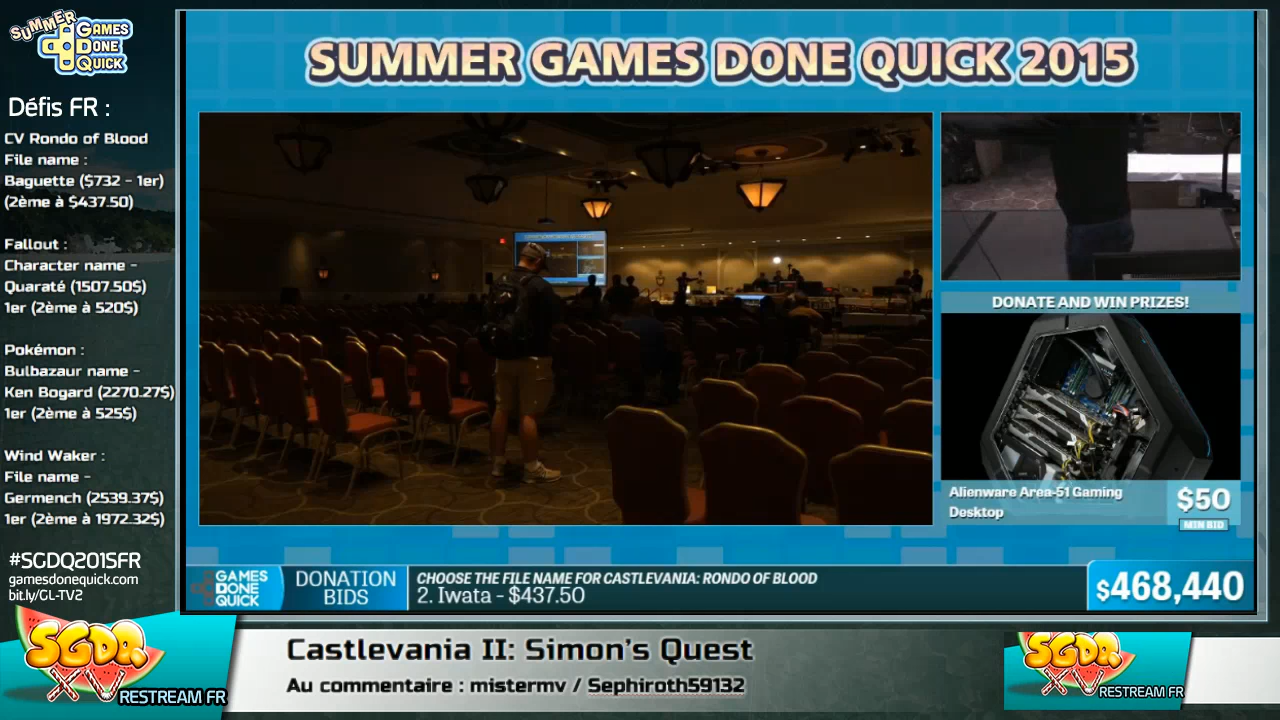 SUMMER GAMES DONE QUICK
Défis FR :
CV Rondo of Blood
File name :
Baguette ($732 - 1er)
(2ème à $437.50)
Fallout :
Character name -
Quaraté (1507.50$)
1er (2ème à 520$)
Pokémon :
Bulbazaur name -
Ken Bogard (2270.27$)
1er (2ème à 525$)
Wind Waker :
File name -
Germench (2539.37$)
1er (2ème à 1972.32$)
#SGDQ2015FR
gamesdonequick.com
bit.ly/GL-TV2
SUMMER GAMES DONE QUICK 2015
DONATE AND WIN PRIZES!
Alienware Area-51 Gaming
Desktop
$50
MIN BID
GAMES
DONE
QUICK
DONATION
BIDS
CHOOSE THE FILE NAME FOR CASTLEVANIA: RONDO OF BLOOD
2. Iwata - $437.50
$468,440
SGDQ
XV
RESTREAM FR
Castlevania II: Simon's Quest
Au commentaire : mistermv / Sephiroth59132
SGDQ
XV
RESTREAM FR